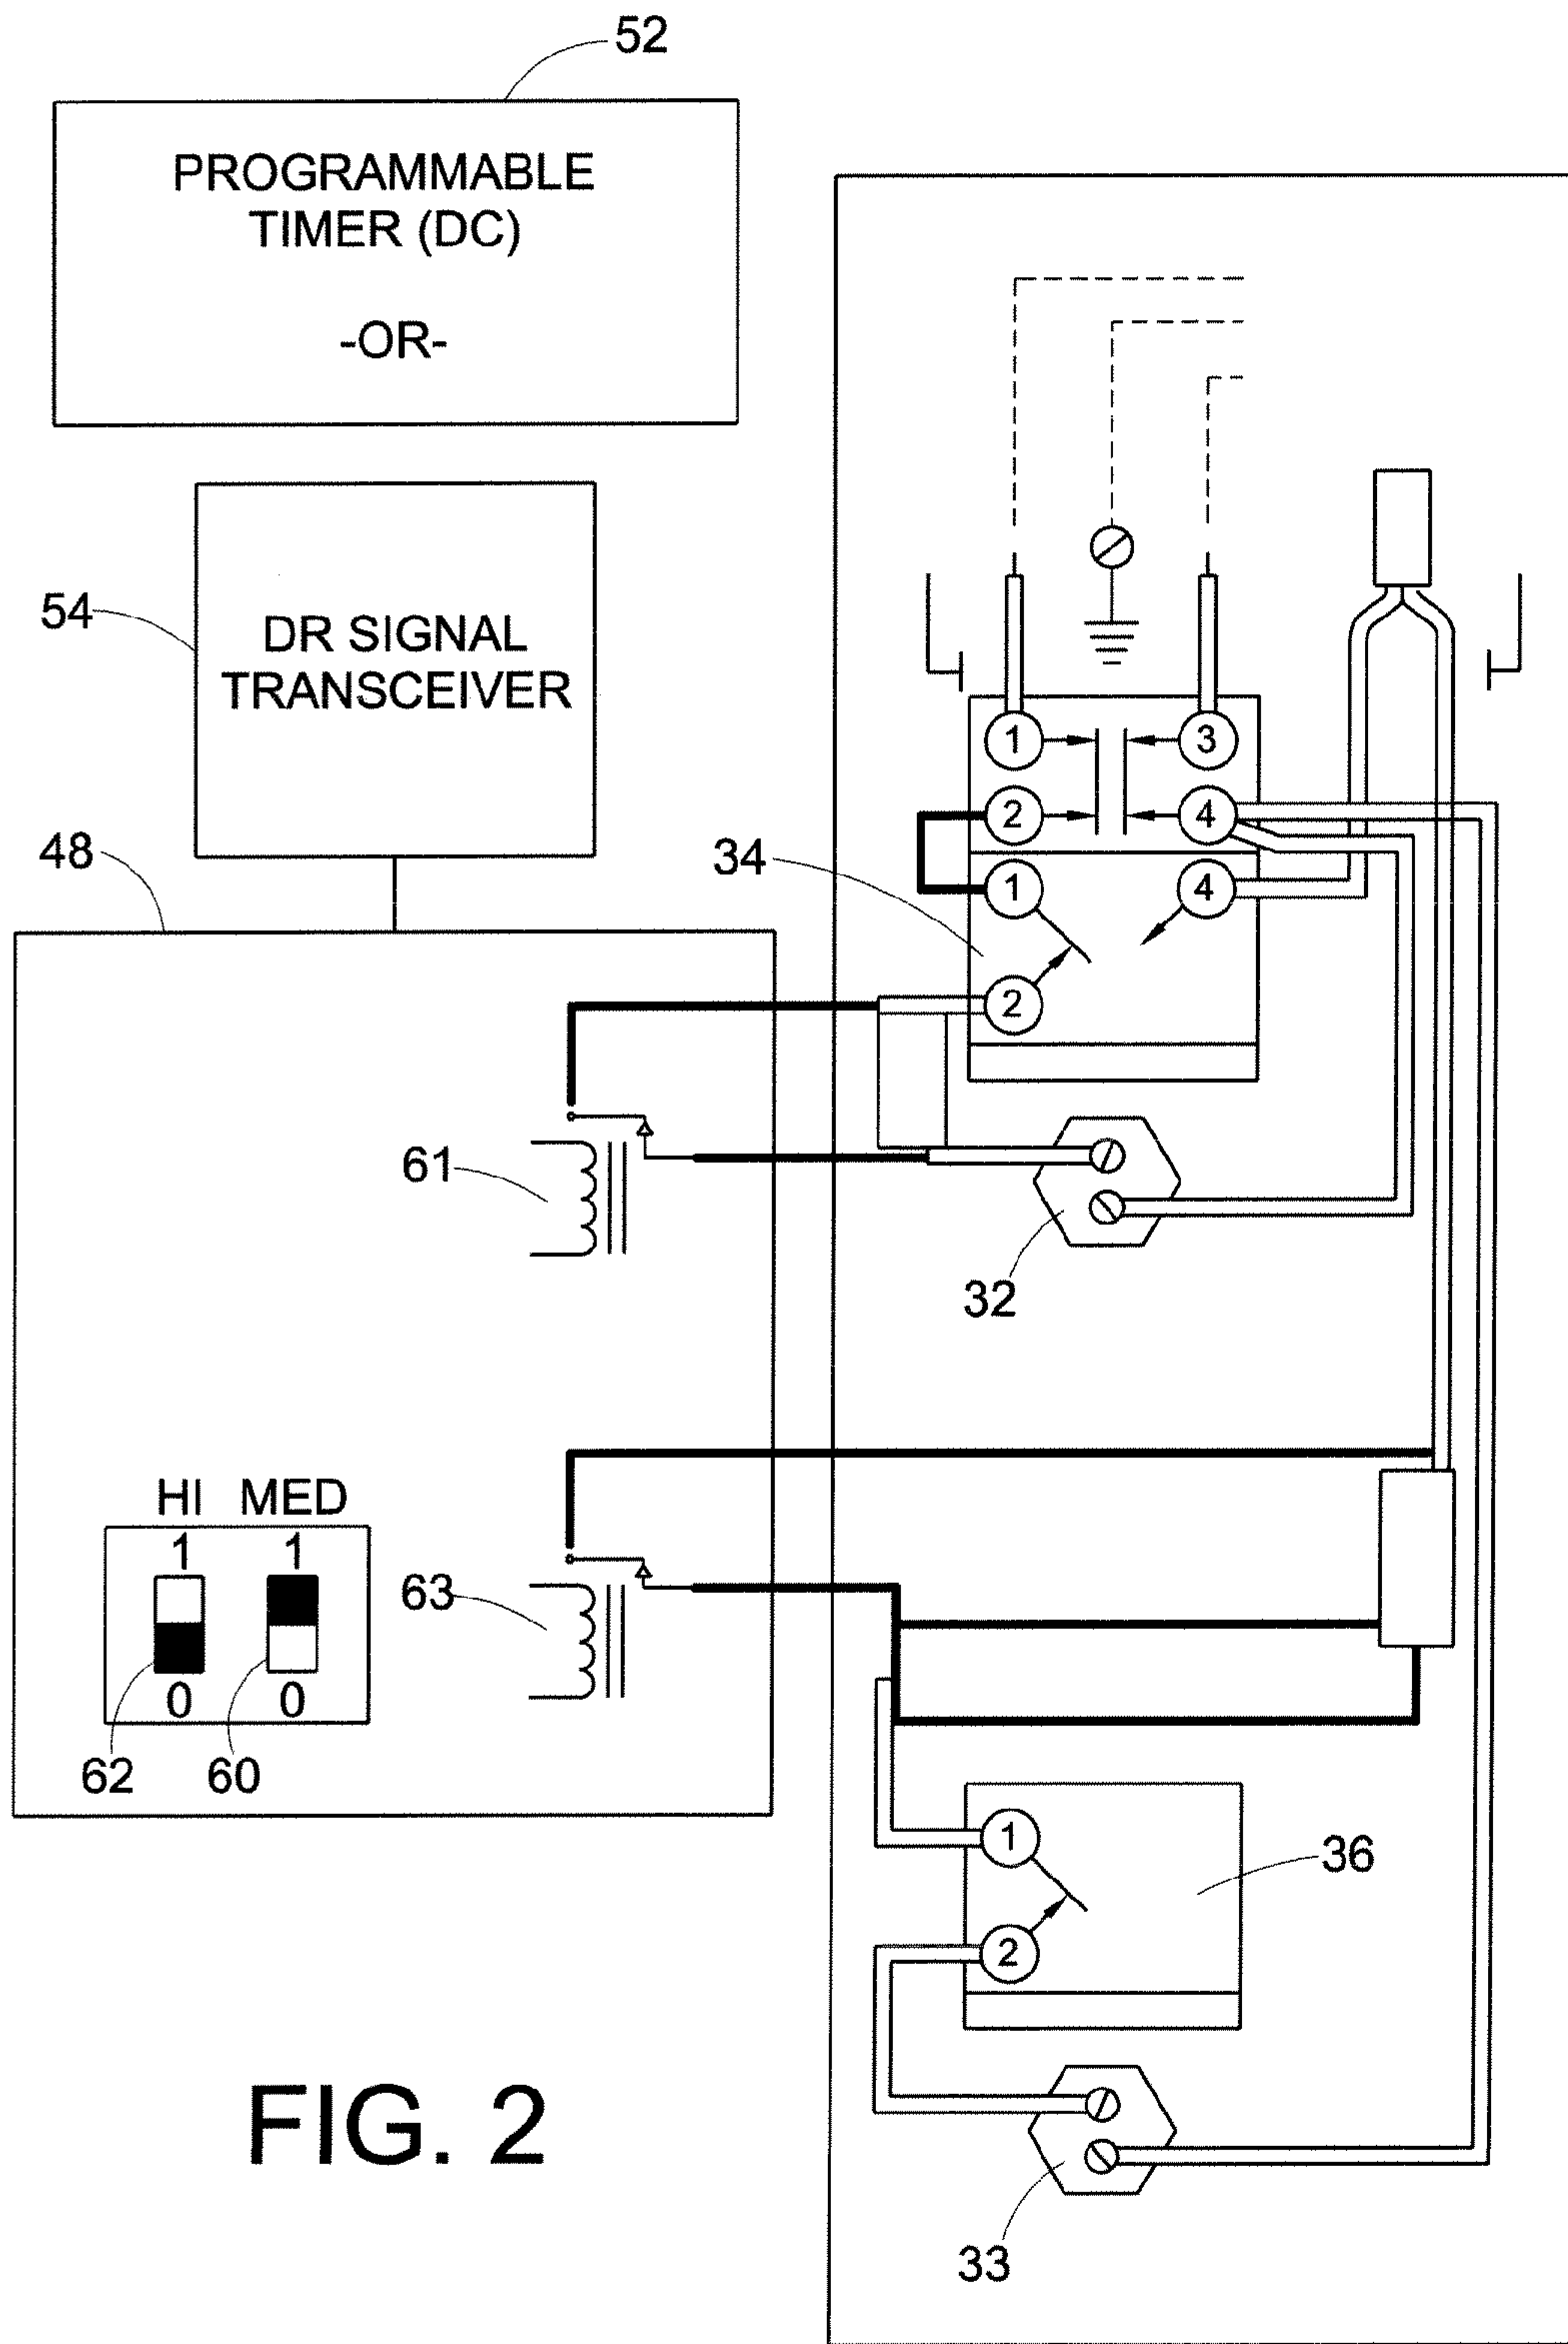 52
PROGRAMMABLE
TIMER (DC)
-OR-
54
DR SIGNAL
TRANSCEIVER
48
34
1 3
2 4
1 4
2
61
32
HI MED
1 1
0 0
62 60
63
1
36
2
33
FIG. 2